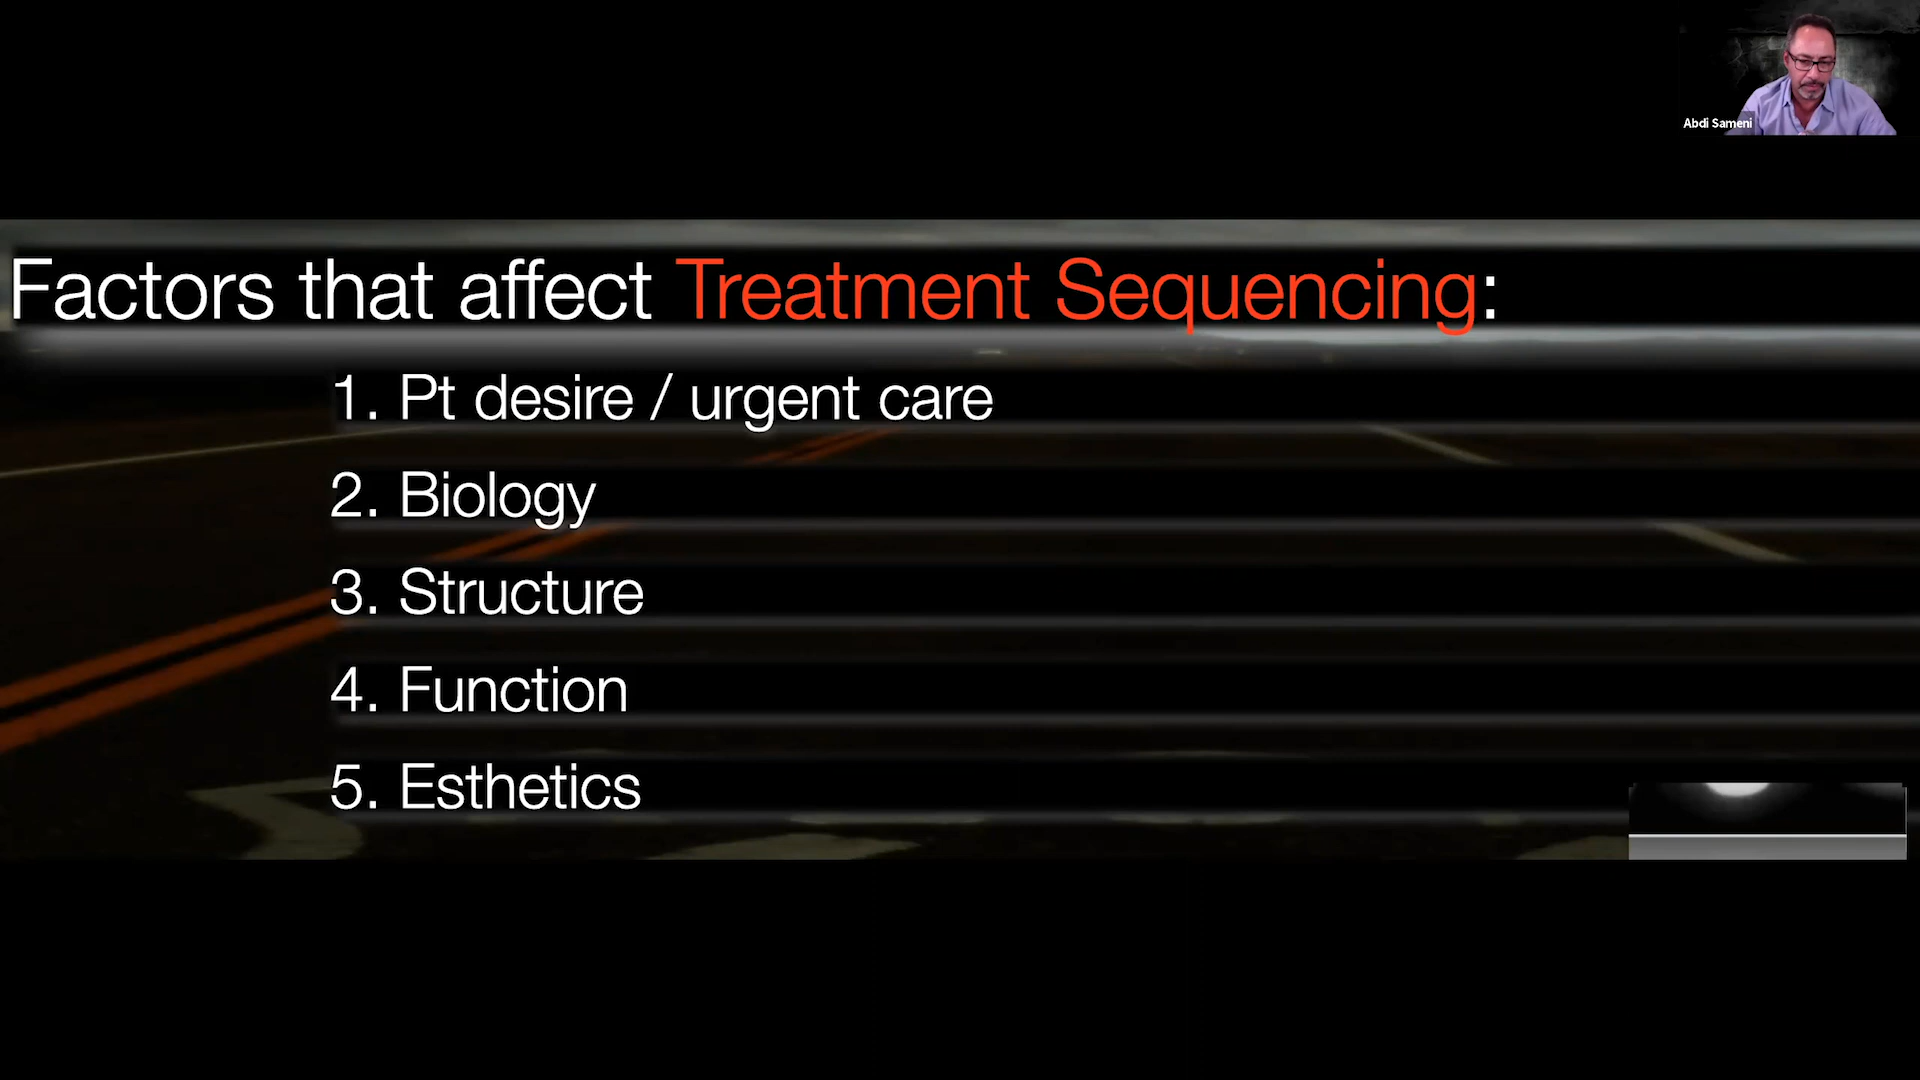 Abdi Sameni
Factors that affect Treatment Sequencing:
1. Pt desire / urgent care
2. Biology
3. Structure
4. Function
5. Esthetics